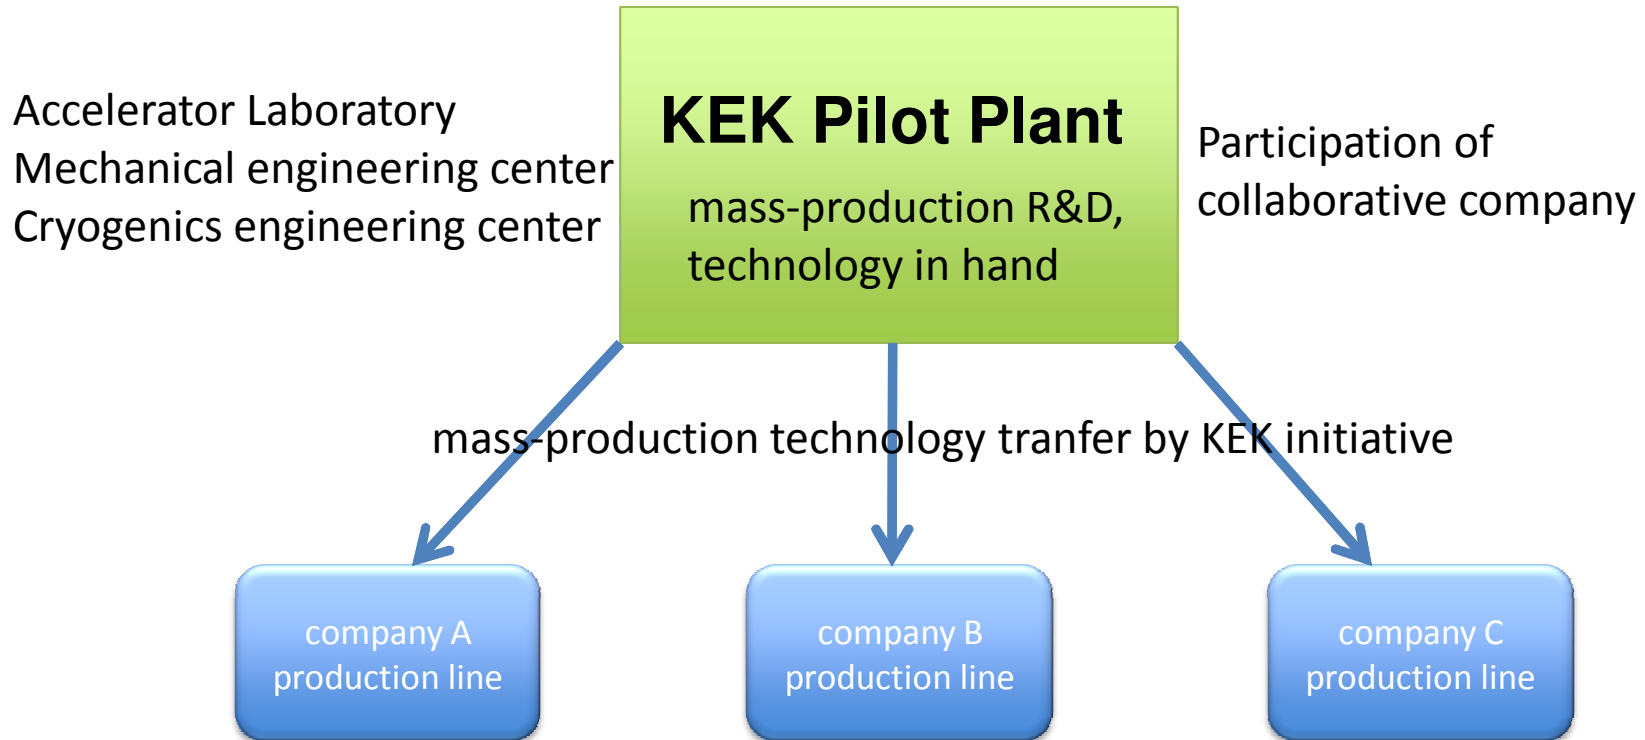 Accelerator Laboratory
Mechanical engineering center
Cryogenics engineering center
KEK Pilot Plant
mass-production R&D,
technology in hand
Participation of
collaborative company
mass-production technology tranfer by KEK initiative
company A
production line
company B
production line
company C
production line